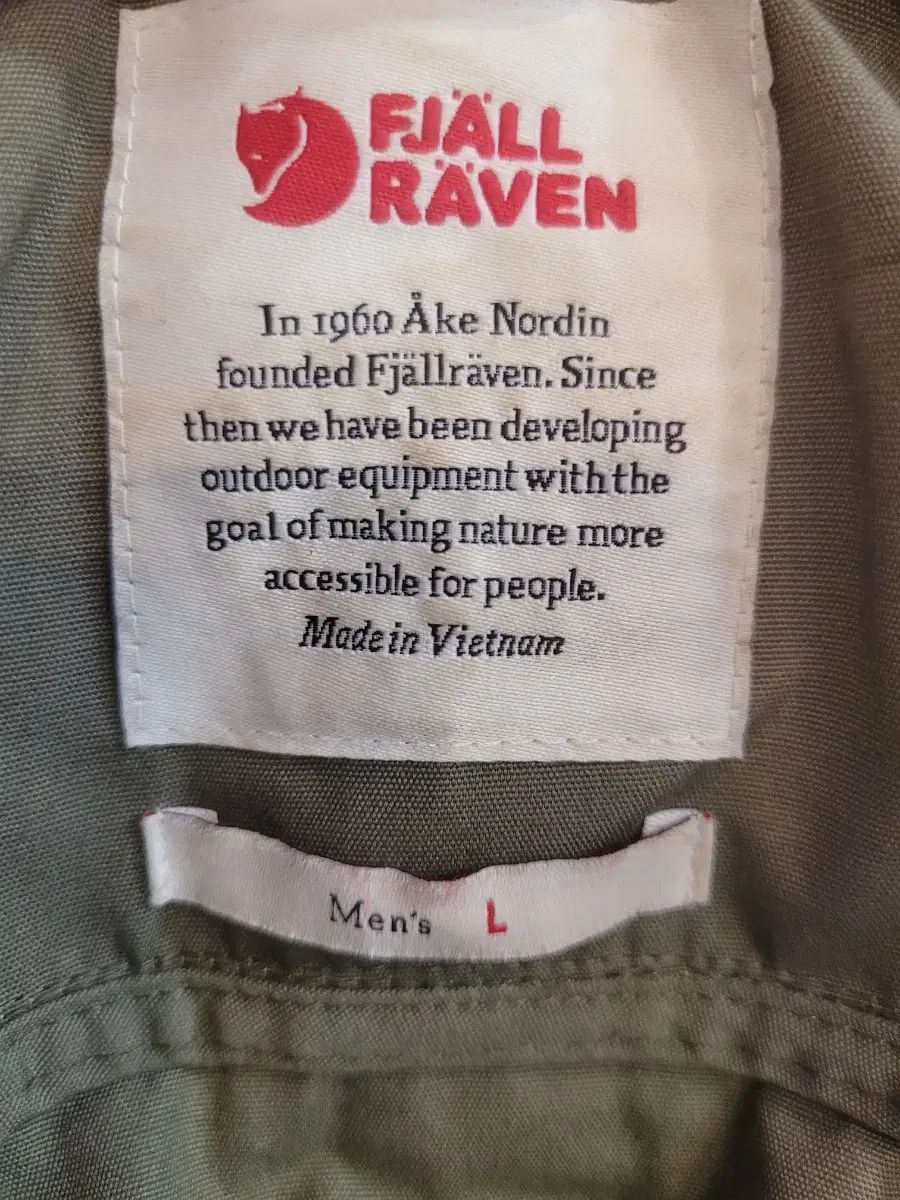 FJÄLL
RÄVEN
In 1960 Åke Nordin
founded Fjällräven. Since
then we have been developing
outdoor equipment with the
goal of making nature more
accessible for people.
Made in Vietnam
Men's L